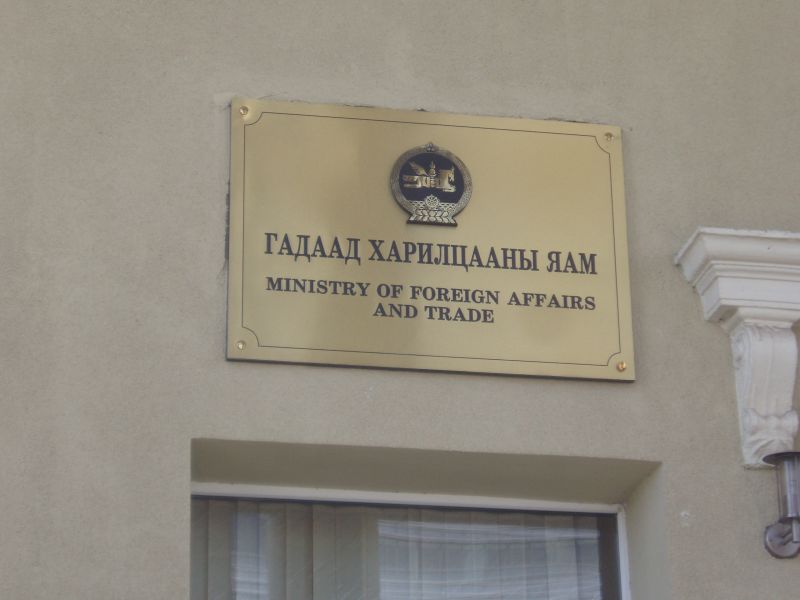 ГАДААД ХАРИЛЦААНЫ ЯАМ
MINISTRY OF FOREIGN AFFAIRS
AND TRADE